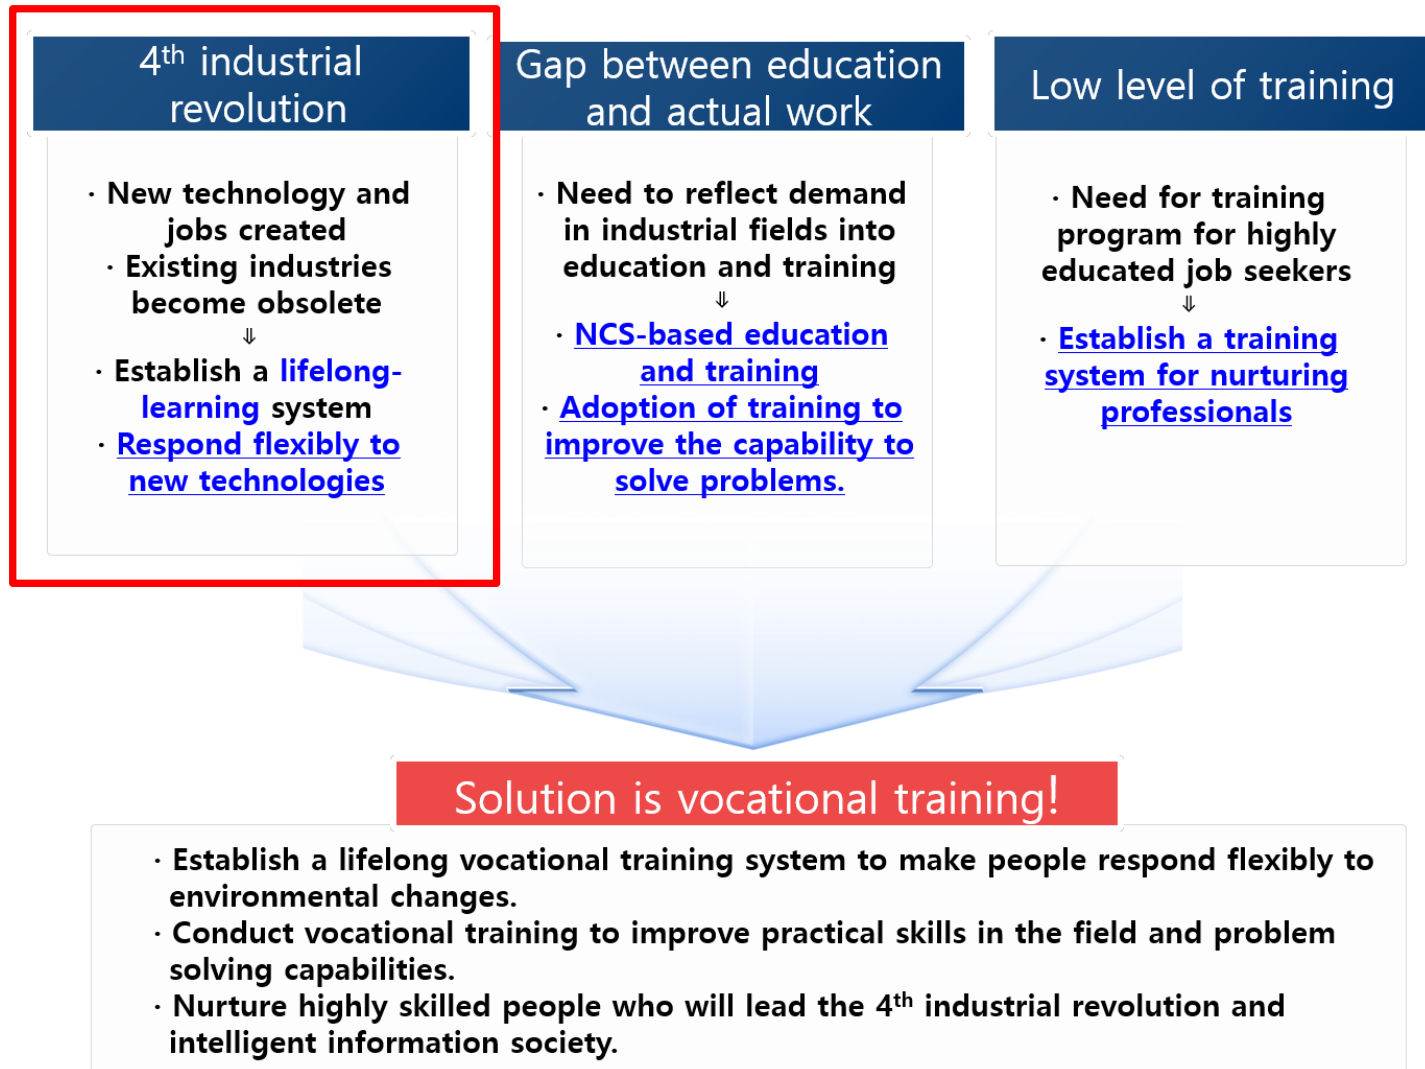 4th industrial
revolution
· New technology and
jobs created
· Existing industries
become obsolete
⇓
· Establish a lifelong-
learning system
· Respond flexibly to
new technologies
Gap between education
and actual work
· Need to reflect demand
in industrial fields into
education and training
⇓
· NCS-based education
and training
· Adoption of training to
improve the capability to
solve problems.
Low level of training
· Need for training
program for highly
educated job seekers
⇓
· Establish a training
system for nurturing
professionals
Solution is vocational training!
· Establish a lifelong vocational training system to make people respond flexibly to
environmental changes.
· Conduct vocational training to improve practical skills in the field and problem
solving capabilities.
· Nurture highly skilled people who will lead the 4th industrial revolution and
intelligent information society.